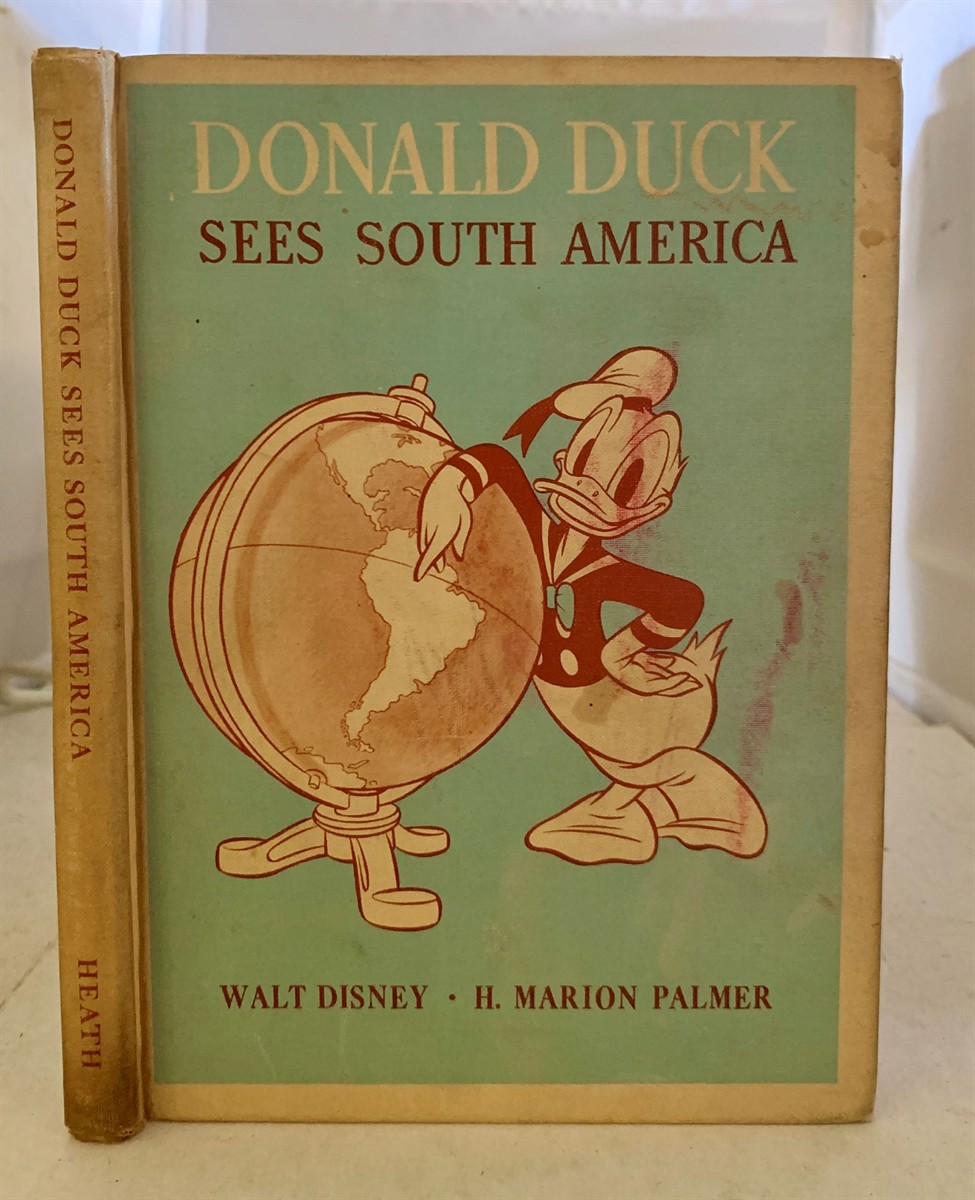 DONALD DUCK SEES SOUTH AMERICA
HEATH
DONALD DUCK
SEES SOUTH AMERICA
WALT DISNEY · H. MARION PALMER